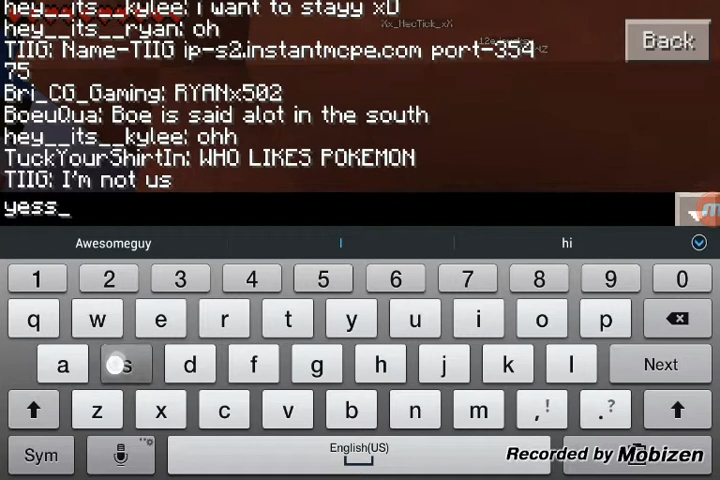 hey__its__kylee: i want to stayy xD
hey__its__ryan: oh
Xx_HecTick_xX
TIIG: Name-TIIG ip-s2.instantmcpe.com port-354
75
Back
Bri_CG_Gaming: RYANx502
BoeuQua: Boe is said alot in the south
hey__its__kylee: ohh
TuckYourShirtIn: WHO LIKES POKEMON
TIIG: I'm not us
yess_
Awesomeguy I hi
1 2 3 4 5 6 7 8 9 0
q w e r t y u i o p
a s d f g h j k l Next
z x c v b n m ,! .?
Sym English(US)
Recorded by Mobizen